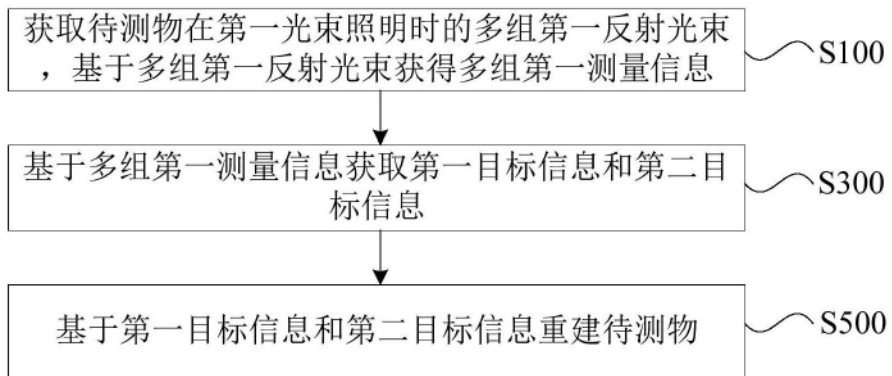 获取待测物在第一光束照明时的多组第一反射光束
，基于多组第一反射光束获得多组第一测量信息
S100
基于多组第一测量信息获取第一目标信息和第二目
标信息
S300
基于第一目标信息和第二目标信息重建待测物
S500